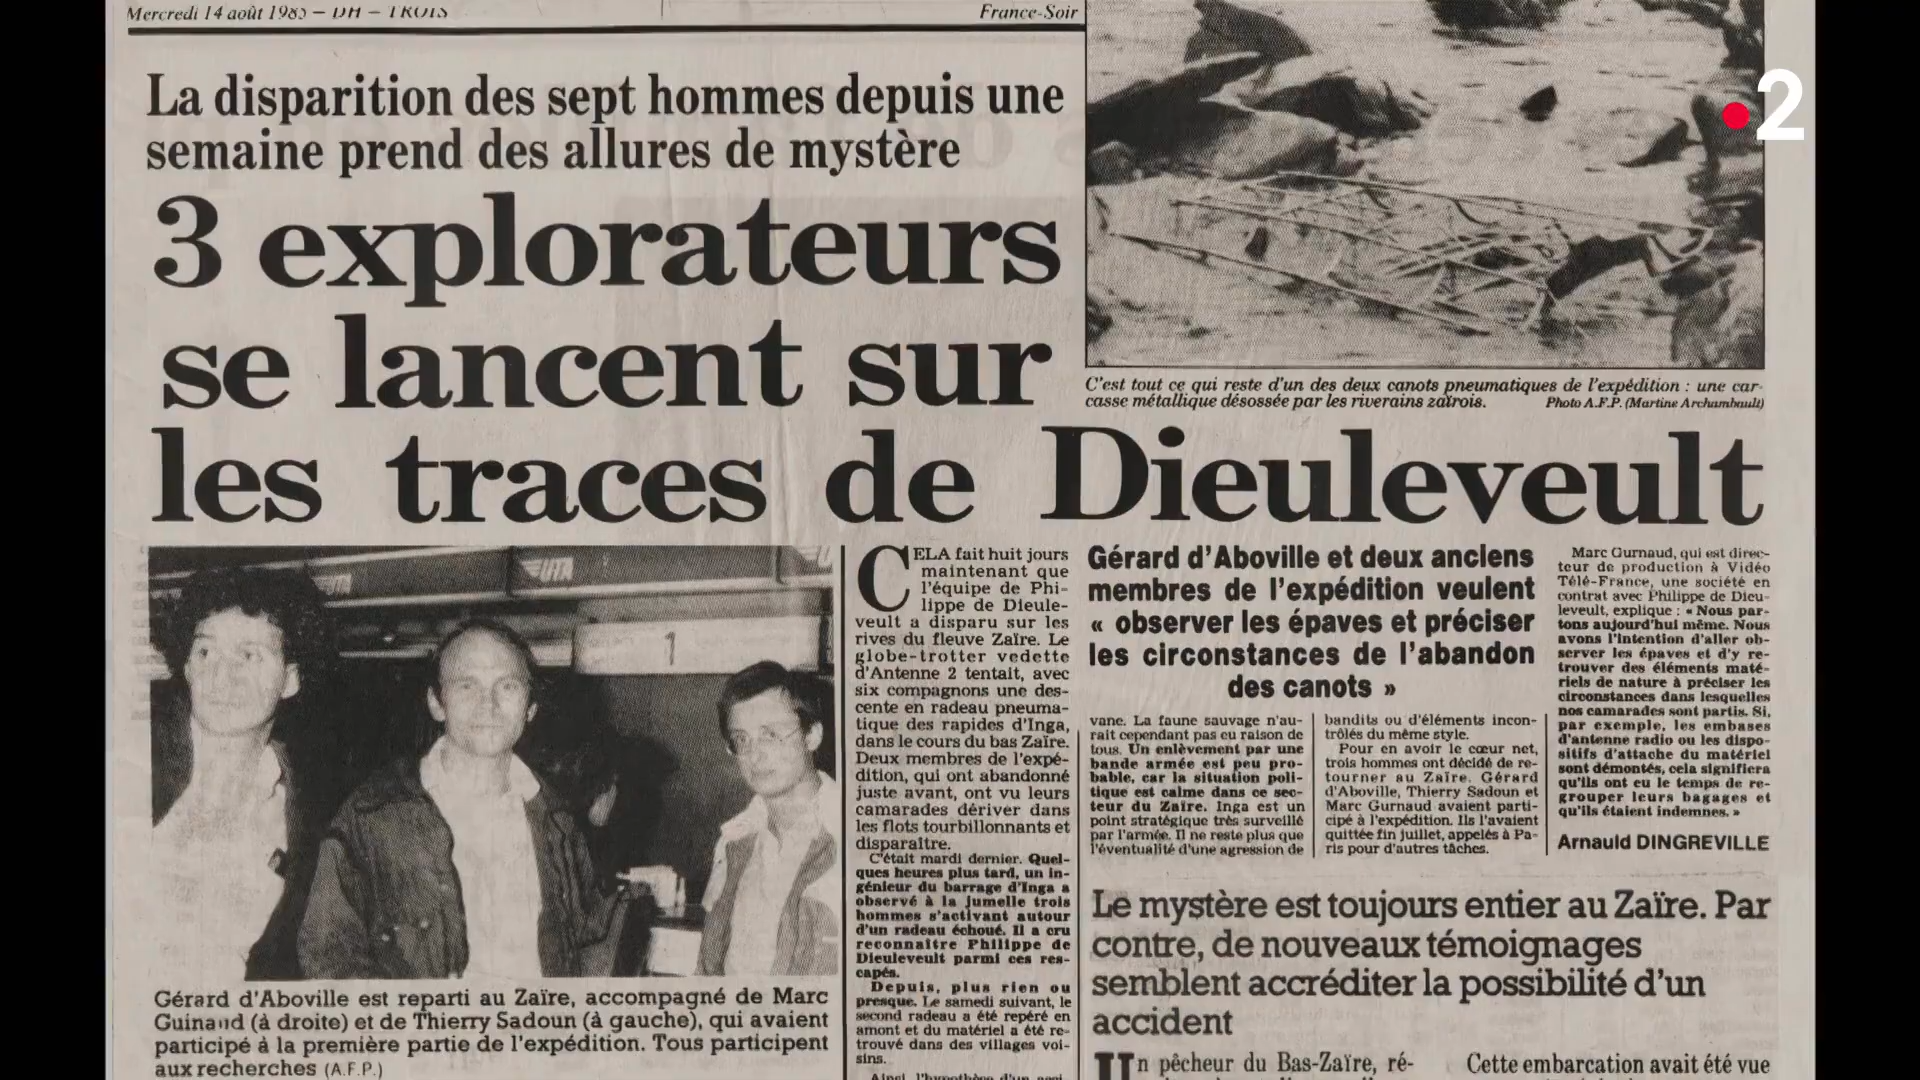 Mercredi 14 août 1985 — DH — TROIS
France-Soir
2
La disparition des sept hommes depuis une
semaine prend des allures de mystère
3 explorateurs
se lancent sur
les traces de Dieuleveult
C'est tout ce qui reste d'un des deux canots pneumatiques de l'expédition : une car-
casse métallique désossée par les riverains zaïrois.
Photo A.F.P. (Martine Archambault)
UTA
UTA
1
Gérard d'Aboville est reparti au Zaïre, accompagné de Marc
Guinaud (à droite) et de Thierry Sadoun (à gauche), qui avaient
participé à la première partie de l'expédition. Tous participent
aux recherches (A.F.P.)
CELA fait huit jours
maintenant que
l'équipe de Phi-
lippe de Dieule-
veult a disparu sur les
rives du fleuve Zaïre. Le
globe-trotter vedette
d'Antenne 2 tentait, avec
six compagnons une des-
cente en radeau pneuma-
tique des rapides d'Inga,
dans le cours du bas Zaïre.
Deux membres de l'expé-
dition, qui ont abandonné
juste avant, ont vu leurs
camarades dériver dans
les flots tourbillonnants et
disparaître.
C'était mardi dernier. Quel-
ques heures plus tard, un in-
génieur du barrage d'Inga a
observé à la jumelle trois
hommes s'activant autour
d'un radeau échoué. Il a cru
reconnaître Philippe de
Dieuleveult parmi ces res-
capés.
Depuis, plus rien ou
presque. Le samedi suivant, le
second radeau a été repéré en
amont et du matériel a été re-
trouvé dans des villages voi-
sins.
Ainsi, l'hypothèse d'un
Gérard d'Aboville et deux anciens
membres de l'expédition veulent
« observer les épaves et préciser
les circonstances de l'abandon
des canots »
vane. La faune sauvage n'au-
rait cependant pas eu raison de
tous. Un enlèvement par une
bande armée est peu pro-
bable, car la situation poli-
tique est calme dans ce sec-
teur du Zaïre. Inga est un
point stratégique très surveillé
par l'armée. Il ne reste plus que
l'éventualité d'une agression de
bandits ou d'éléments incon-
trôlés du même style.
Pour en avoir le cœur net,
trois hommes ont décidé de re-
tourner au Zaïre. Gérard
d'Aboville, Thierry Sadoun et
Marc Gurnaud avaient parti-
cipé à l'expédition. Ils l'avaient
quittée fin juillet, appelés à Pa-
ris pour d'autres tâches.
Marc Gurnaud, qui est direc-
teur de production à Vidéo
Télé-France, une société en
contrat avec Philippe de Dieu-
leveult, explique : « Nous par-
tons aujourd'hui même. Nous
avons l'intention d'aller ob-
server les épaves et d'y re-
trouver des éléments maté-
riels de nature à préciser les
circonstances dans lesquelles
nos camarades sont partis. Si,
par exemple, les embases
d'antenne radio ou les dispo-
sitifs d'attache du matériel
sont démontés, cela signifiera
qu'ils ont eu le temps de re-
grouper leurs bagages et
qu'ils étaient indemnes. »
Arnauld DINGREVILLE
Le mystère est toujours entier au Zaïre. Par
contre, de nouveaux témoignages
semblent accréditer la possibilité d'un
accident
Un pêcheur du Bas-Zaïre, ré-
Cette embarcation avait été vue